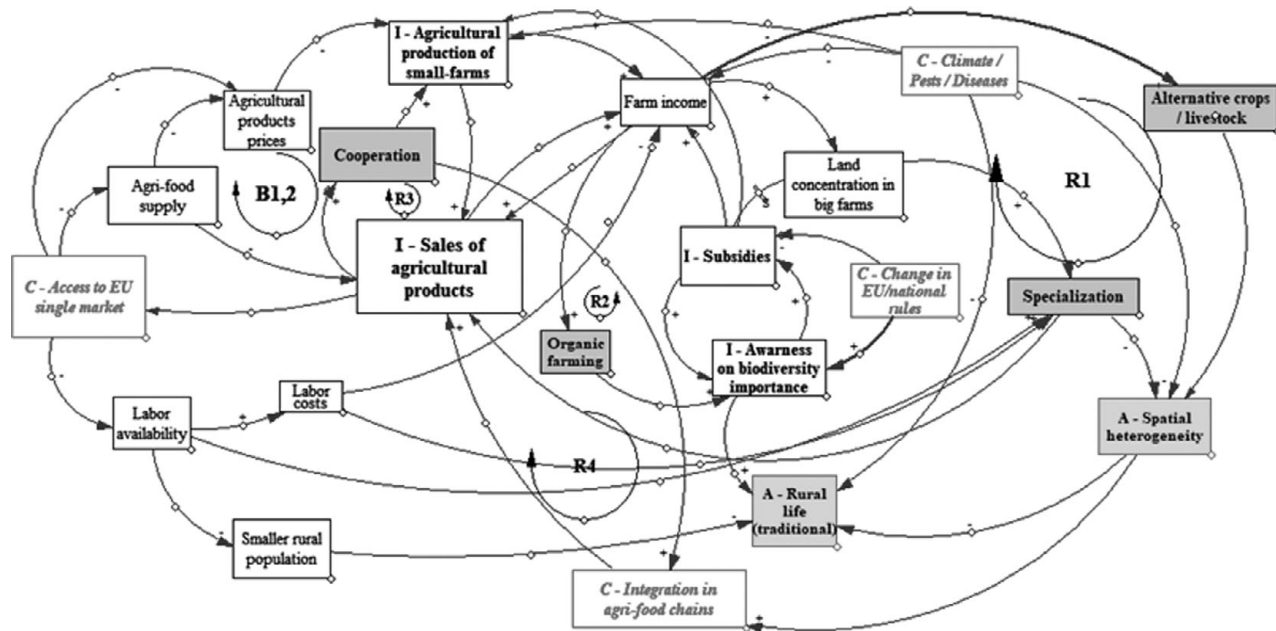 I - Agricultural
production of
small-farms
C - Climate /
Pests / Diseases
Farm income
Alternative crops
/ livestock
Agricultural
products
prices
Cooperation
Land
concentration in
big farms
R1
Agri-food
supply
B1,2
R3
I - Sales of
agricultural
products
I - Subsidies
C - Change in
EU/national
rules
C - Access to EU
single market
Specialization
R2
Organic
farming
I - Awarness on
biodiversity
importance
Labor
costs
Labor
availability
A - Spatial
heterogeneity
R4
A - Rural
life
(traditional)
Smaller rural
population
C - Integration in
agri-food chains